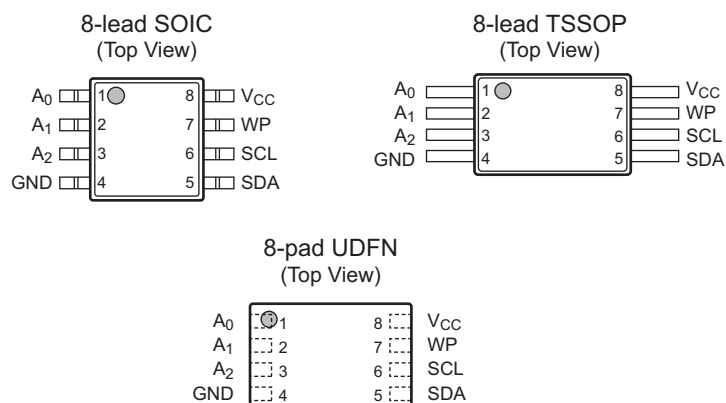 8-lead SOIC
(Top View)
A0 1 8 VCC
A1 2 7 WP
A2 3 6 SCL
GND 4 5 SDA
8-lead TSSOP
(Top View)
A0 1 8 VCC
A1 2 7 WP
A2 3 6 SCL
GND 4 5 SDA
8-pad UDFN
(Top View)
A0 1 8 VCC
A1 2 7 WP
A2 3 6 SCL
GND 4 5 SDA